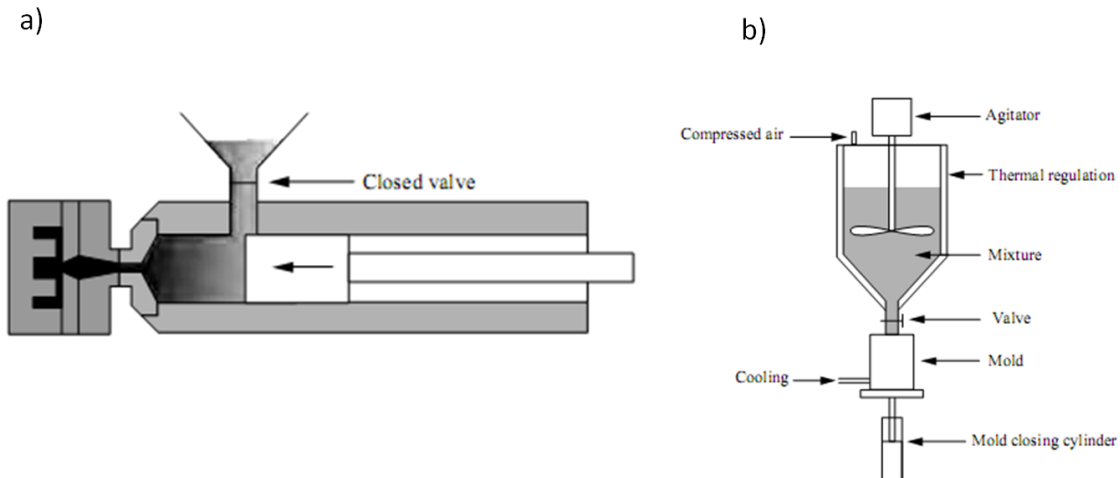 a)
Closed valve
b)
Agitator
Compressed air
Thermal regulation
Mixture
Valve
Mold
Cooling
Mold closing cylinder